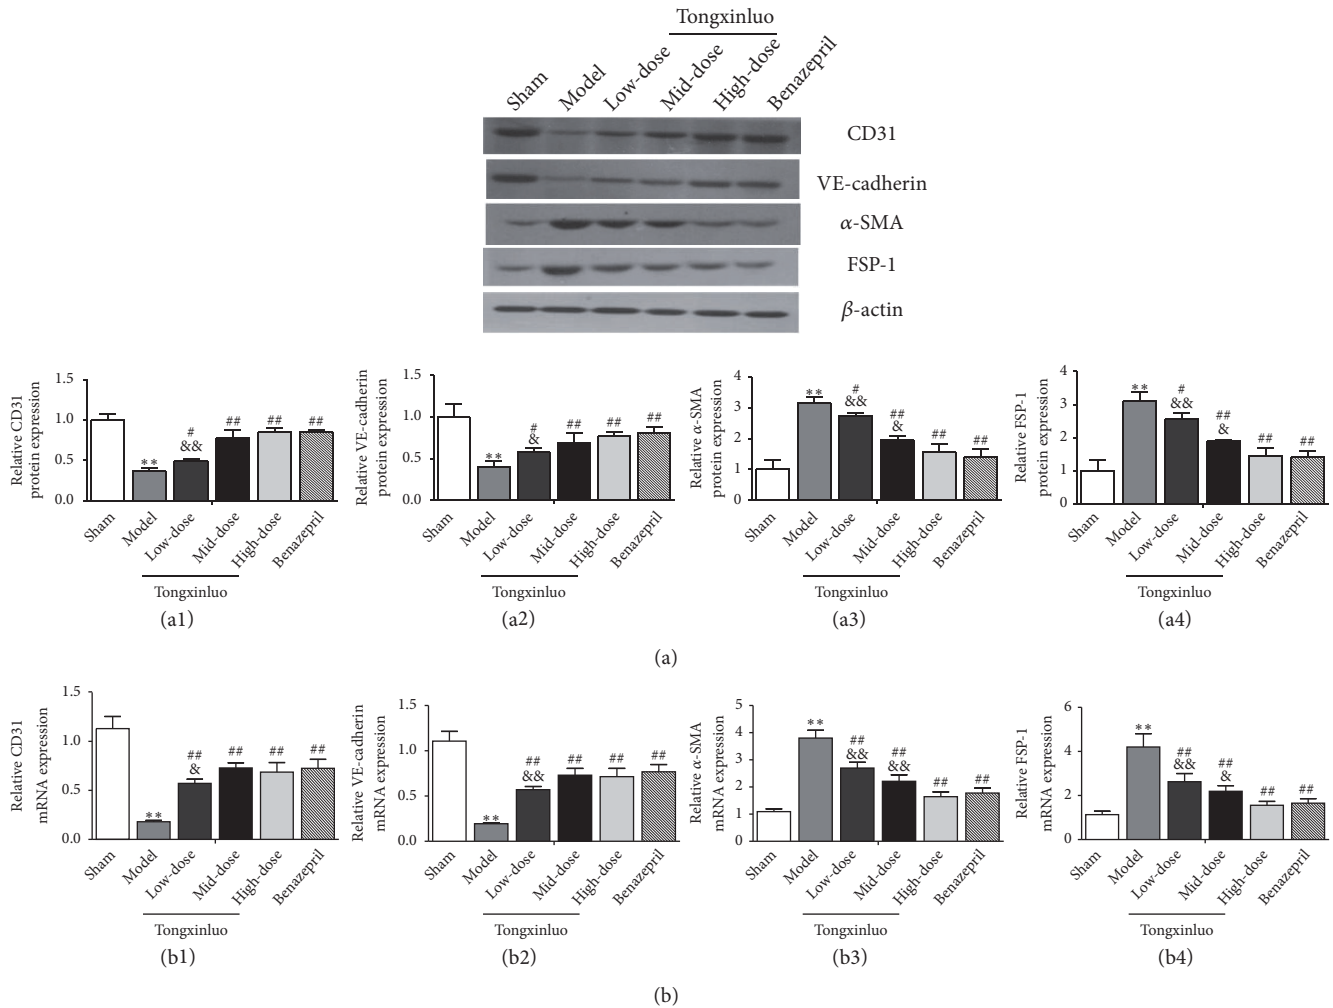 Tongxinluo
Sham
Model
Low-dose
Mid-dose
High-dose
Benazepril
CD31
VE-cadherin
α-SMA
FSP-1
β-actin
Relative CD31
protein expression
1.5
1.0
0.5
0.0
**
#
&&
##
##
##
Sham
Model
Low-dose
Mid-dose
High-dose
Benazepril
Tongxinluo
(a1)
Relative VE-cadherin
protein expression
1.5
1.0
0.5
0.0
**
#
&
##
##
##
Sham
Model
Low-dose
Mid-dose
High-dose
Benazepril
Tongxinluo
(a2)
Relative α-SMA
protein expression
4
3
2
1
0
**
#
&&
##
&
##
##
Sham
Model
Low-dose
Mid-dose
High-dose
Benazepril
Tongxinluo
(a3)
Relative FSP-1
protein expression
4
3
2
1
0
**
#
&&
##
&
##
##
Sham
Model
Low-dose
Mid-dose
High-dose
Benazepril
Tongxinluo
(a4)
(a)
Relative CD31
mRNA expression
1.5
1.0
0.5
0.0
**
##
&
##
##
##
Sham
Model
Low-dose
Mid-dose
High-dose
Benazepril
Tongxinluo
(b1)
Relative VE-cadherin
mRNA expression
1.5
1.0
0.5
0.0
**
##
&&
##
##
##
Sham
Model
Low-dose
Mid-dose
High-dose
Benazepril
Tongxinluo
(b2)
Relative α-SMA
mRNA expression
5
4
3
2
1
0
**
##
&&
##
&&
##
##
Sham
Model
Low-dose
Mid-dose
High-dose
Benazepril
Tongxinluo
(b3)
Relative FSP-1
mRNA expression
6
4
2
0
**
##
&&
##
&
##
##
Sham
Model
Low-dose
Mid-dose
High-dose
Benazepril
Tongxinluo
(b4)
(b)